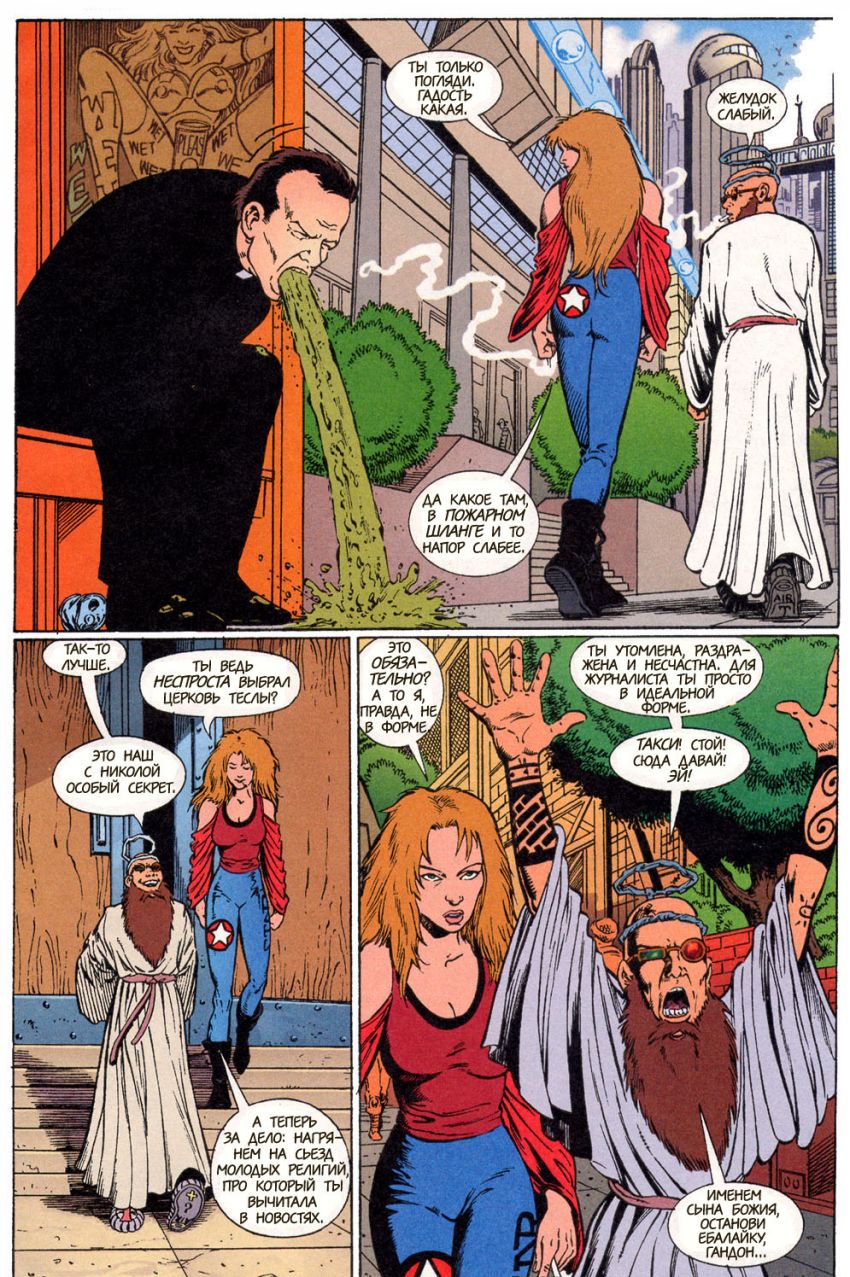 ТЫ ТОЛЬКО
ПОГЛЯДИ.
ГАДОСТЬ
КАКАЯ.
ЖЕЛУДОК
СЛАБЫЙ.
WET
WET
WET
PLEAS
WE
ДА КАКОЕ ТАМ,
В ПОЖАРНОМ
ШЛАНГЕ И ТО
НАПОР СЛАБЕЕ.
AIR
T
ТАК-ТО
ЛУЧШЕ.
ТЫ ВЕДЬ
НЕСПРОСТА ВЫБРАЛ
ЦЕРКОВЬ ТЕСЛЫ?
ЭТО НАШ
С НИКОЛОЙ
ОСОБЫЙ СЕКРЕТ.
?
А ТЕПЕРЬ
ЗА ДЕЛО: НАГРЯ-
НЕМ НА СЪЕЗД
МОЛОДЫХ РЕЛИГИЙ,
ПРО КОТОРЫЙ ТЫ
ВЫЧИТАЛА
В НОВОСТЯХ.
ЭТО
ОБЯЗА-
ТЕЛЬНО?
А ТО Я,
ПРАВДА, НЕ
В ФОРМЕ
ТЫ УТОМЛЕНА, РАЗДРА-
ЖЕНА И НЕСЧАСТНА. ДЛЯ
ЖУРНАЛИСТА ТЫ ПРОСТО
В ИДЕАЛЬНОЙ
ФОРМЕ.
ТАКСИ! СТОЙ!
СЮДА ДАВАЙ!
ЭЙ!
ИМЕНЕМ
СЫНА БОЖИЯ,
ОСТАНОВИ
ЕБАЛАЙКУ,
ГАНДОН...